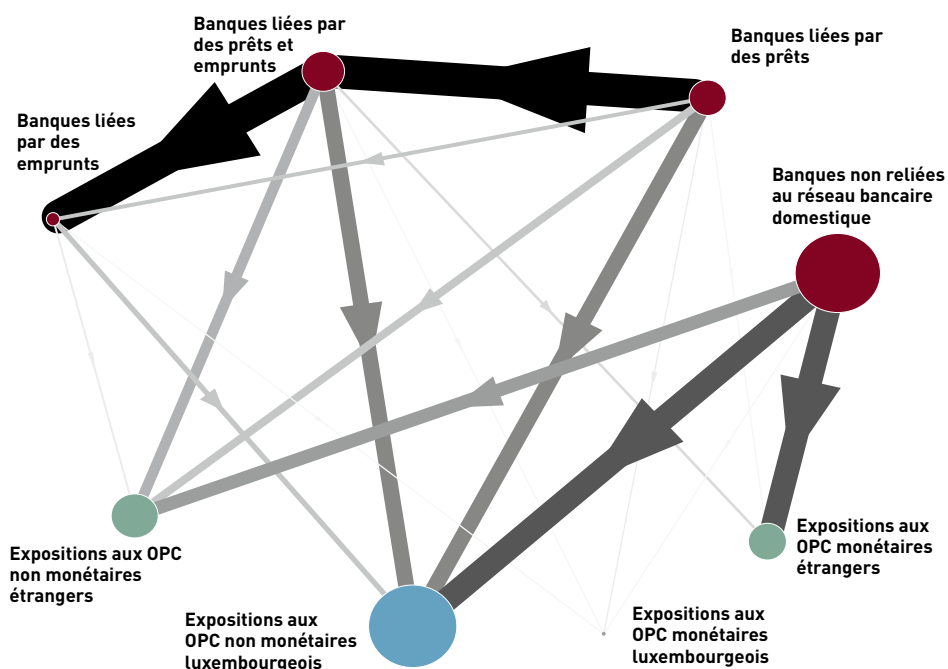 Banques liées par
des prêts et
emprunts
Banques liées par
des prêts
Banques liées
par des
emprunts
Banques non reliées
au réseau bancaire
domestique
Expositions aux OPC
non monétaires
étrangers
Expositions aux
OPC monétaires
étrangers
Expositions aux
OPC non monétaires
luxembourgeois
Expositions aux
OPC monétaires
luxembourgeois